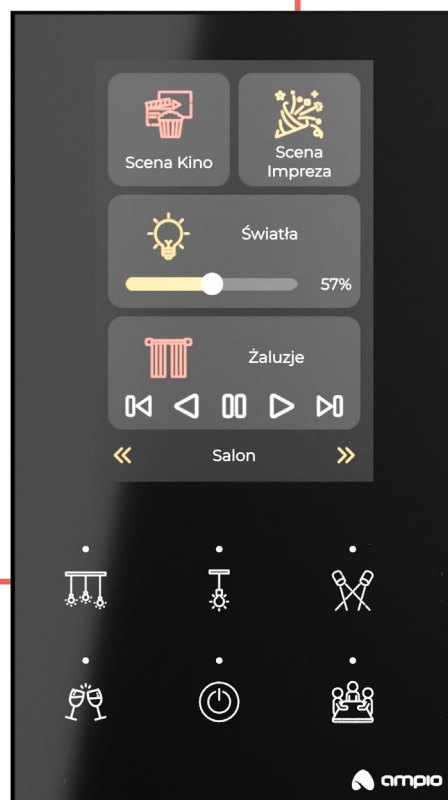 Scena Kino
Scena
Impreza
Światła
57%
Żaluzje
Salon
ampio